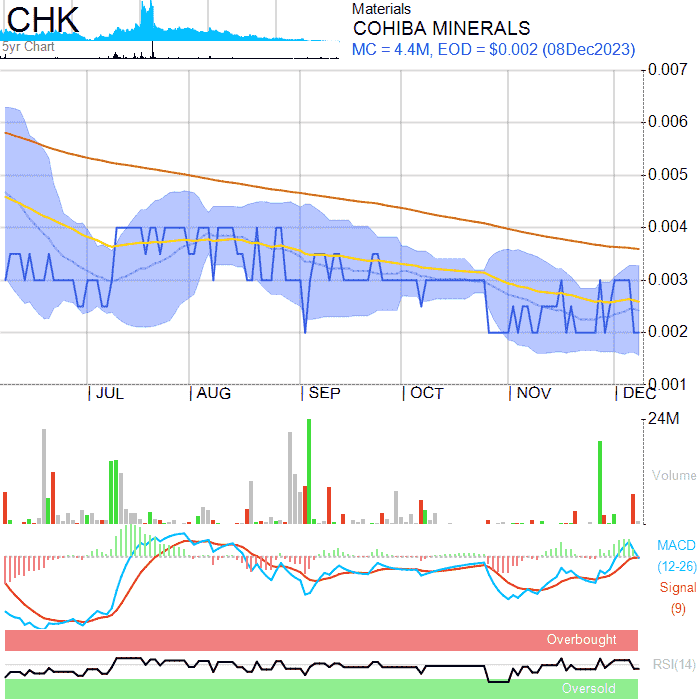 CHK
5yr Chart
Materials
COHIBA MINERALS
MC = 4.4M, EOD = $0.002 (08Dec2023)
0.007
0.006
0.005
0.004
0.003
0.002
0.001
JUL AUG SEP OCT NOV DEC
24M
Volume
MACD
(12-26)
Signal
(9)
Overbought
RSI(14)
Oversold